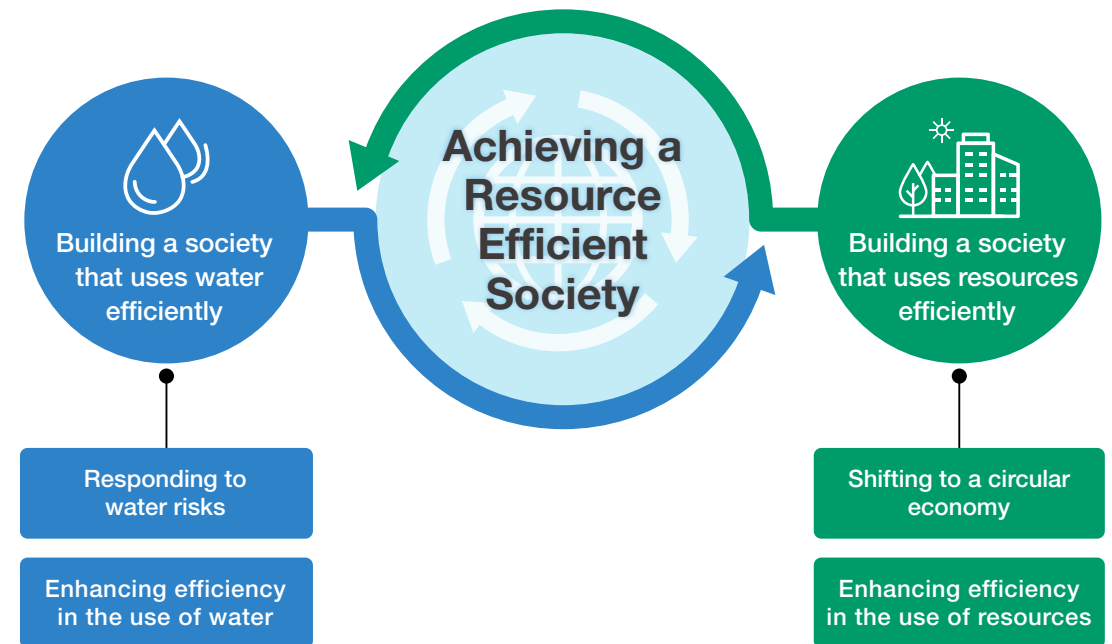 Achieving a
Resource
Efficient
Society
Building a society
that uses water
efficiently
Responding to
water risks
Enhancing efficiency
in the use of water
Building a society
that uses resources
efficiently
Shifting to a circular
economy
Enhancing efficiency
in the use of resources